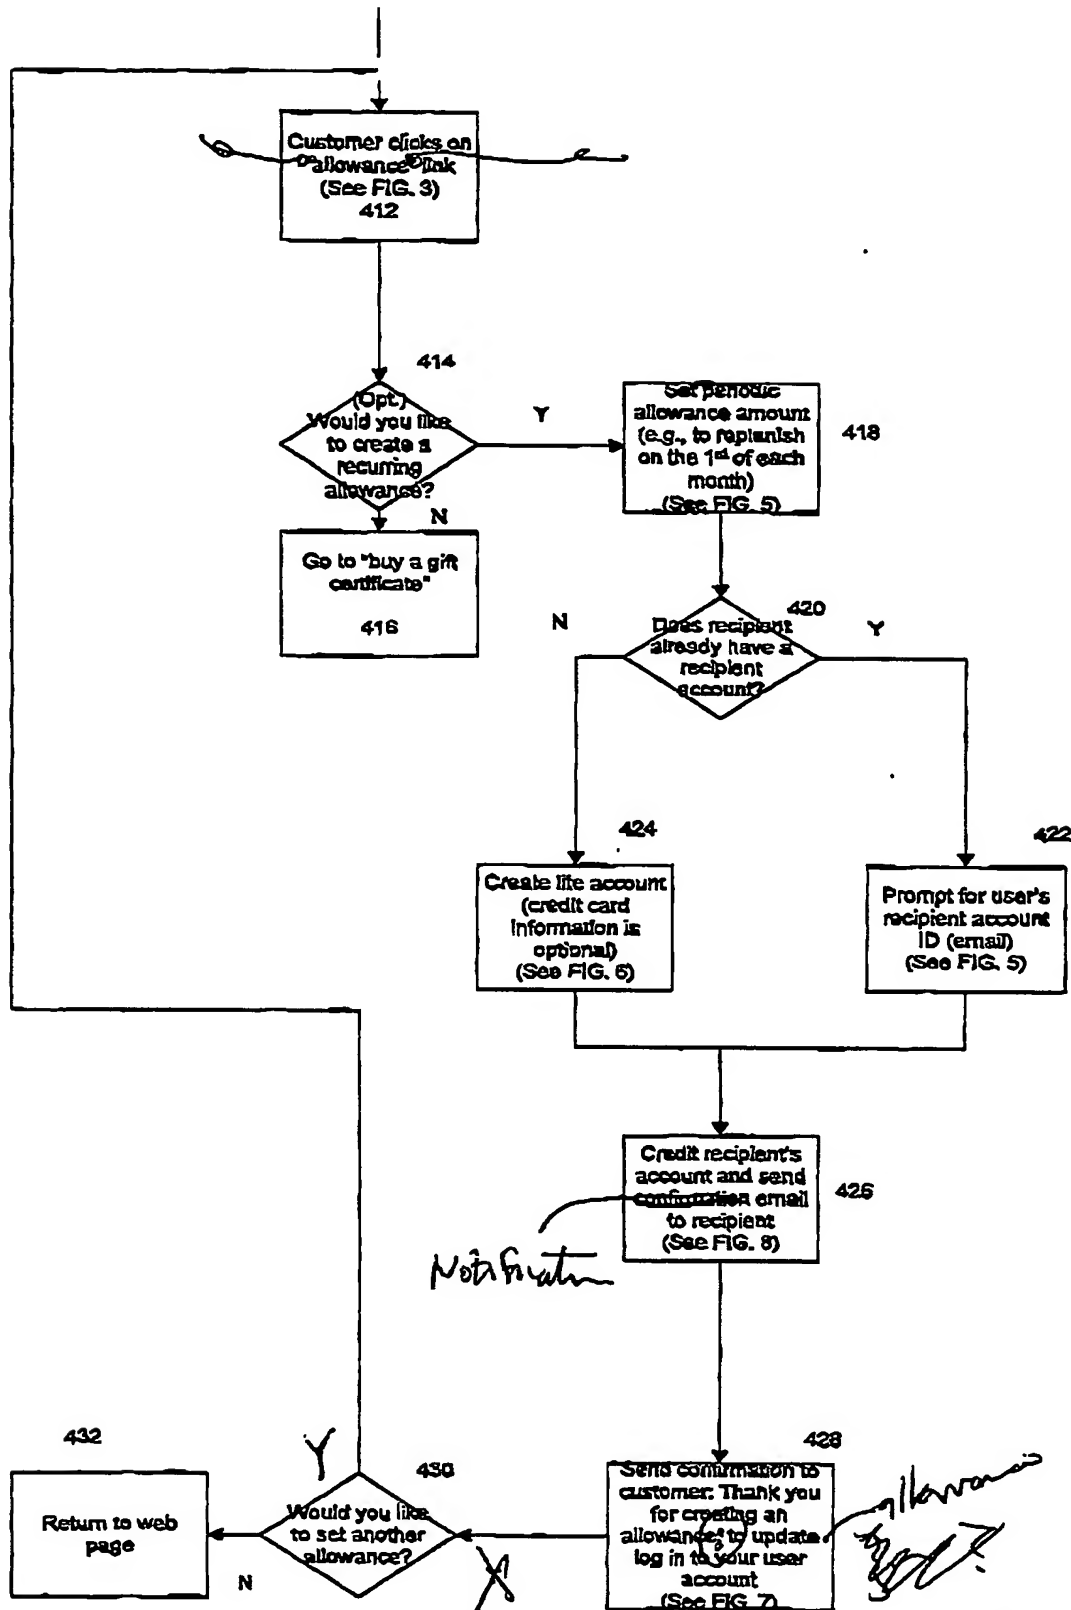 Customer clicks on
allowance link
(See FIG. 3)
412
414
(Opt.)
Would you like
to create a
recurring
allowance?
Y
N
Set periodic
allowance amount
(e.g., to replenish
on the 1st of each
month)
(See FIG. 5)
418
Go to "buy a gift
certificate"
416
420
Does recipient
already have a
recipient
account?
N
Y
424
Create lite account
(credit card
information is
optional)
(See FIG. 6)
422
Prompt for user's
recipient account
ID (email)
(See FIG. 5)
Credit recipient's
account and send
confirmation email
to recipient
(See FIG. 8)
426
Notification
428
Send confirmation to
customer: Thank you
for creating an
allowance, to update
log in to your user
account
(See FIG. 7)
allowance
430
Would you like
to set another
allowance?
Y
N
432
Return to web
page